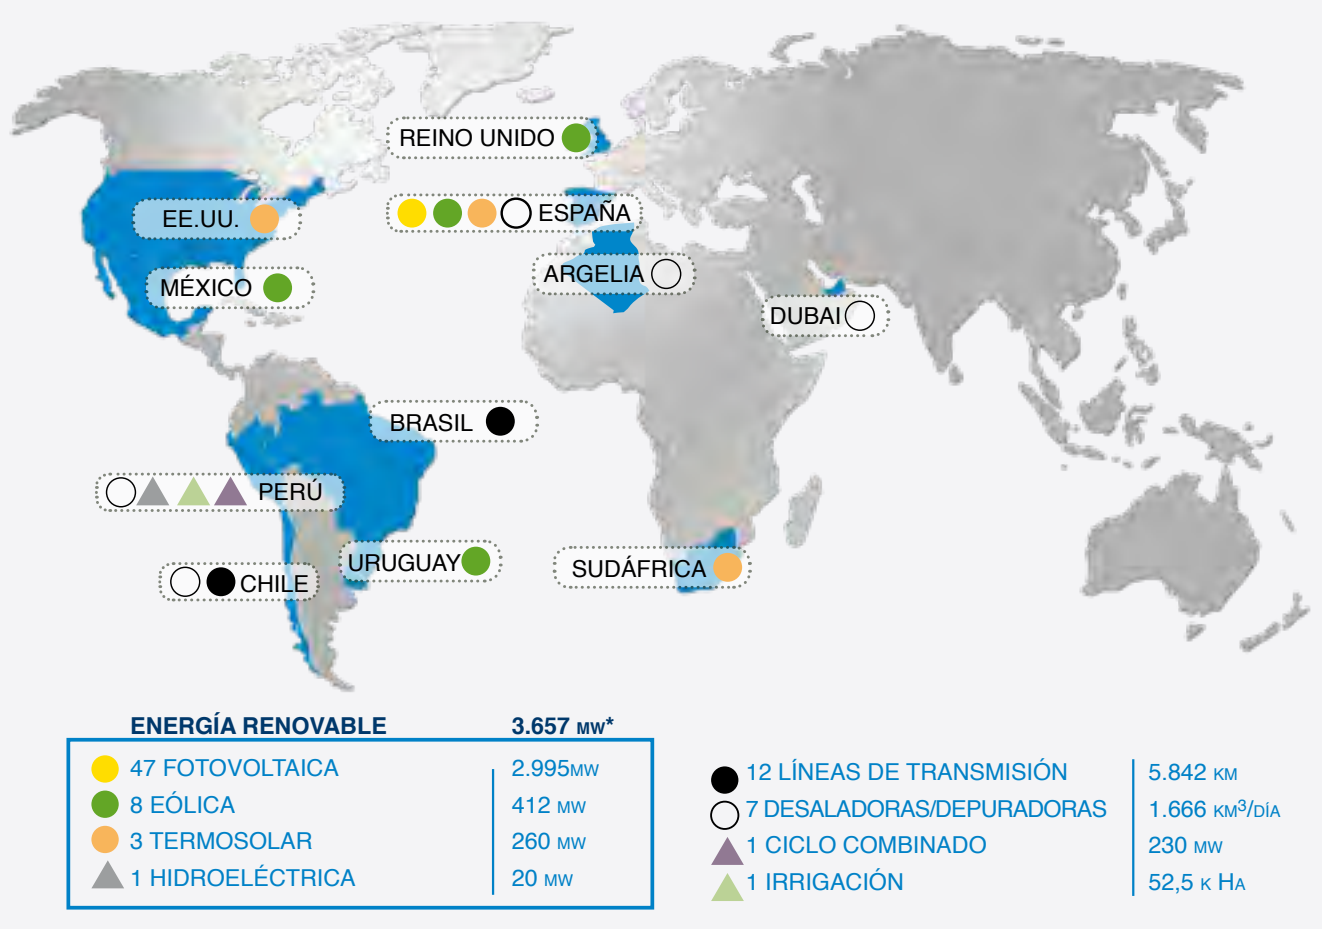 REINO UNIDO
EE.UU.
ESPAÑA
MÉXICO
ARGELIA
DUBAI
BRASIL
PERÚ
URUGUAY
SUDÁFRICA
CHILE
ENERGÍA RENOVABLE 3.657 MW*
47 FOTOVOLTAICA 2.995MW
8 EÓLICA 412 MW
3 TERMOSOLAR 260 MW
1 HIDROELÉCTRICA 20 MW
12 LÍNEAS DE TRANSMISIÓN 5.842 KM
7 DESALADORAS/DEPURADORAS 1.666 KM³/DÍA
1 CICLO COMBINADO 230 MW
1 IRRIGACIÓN 52,5 K HA